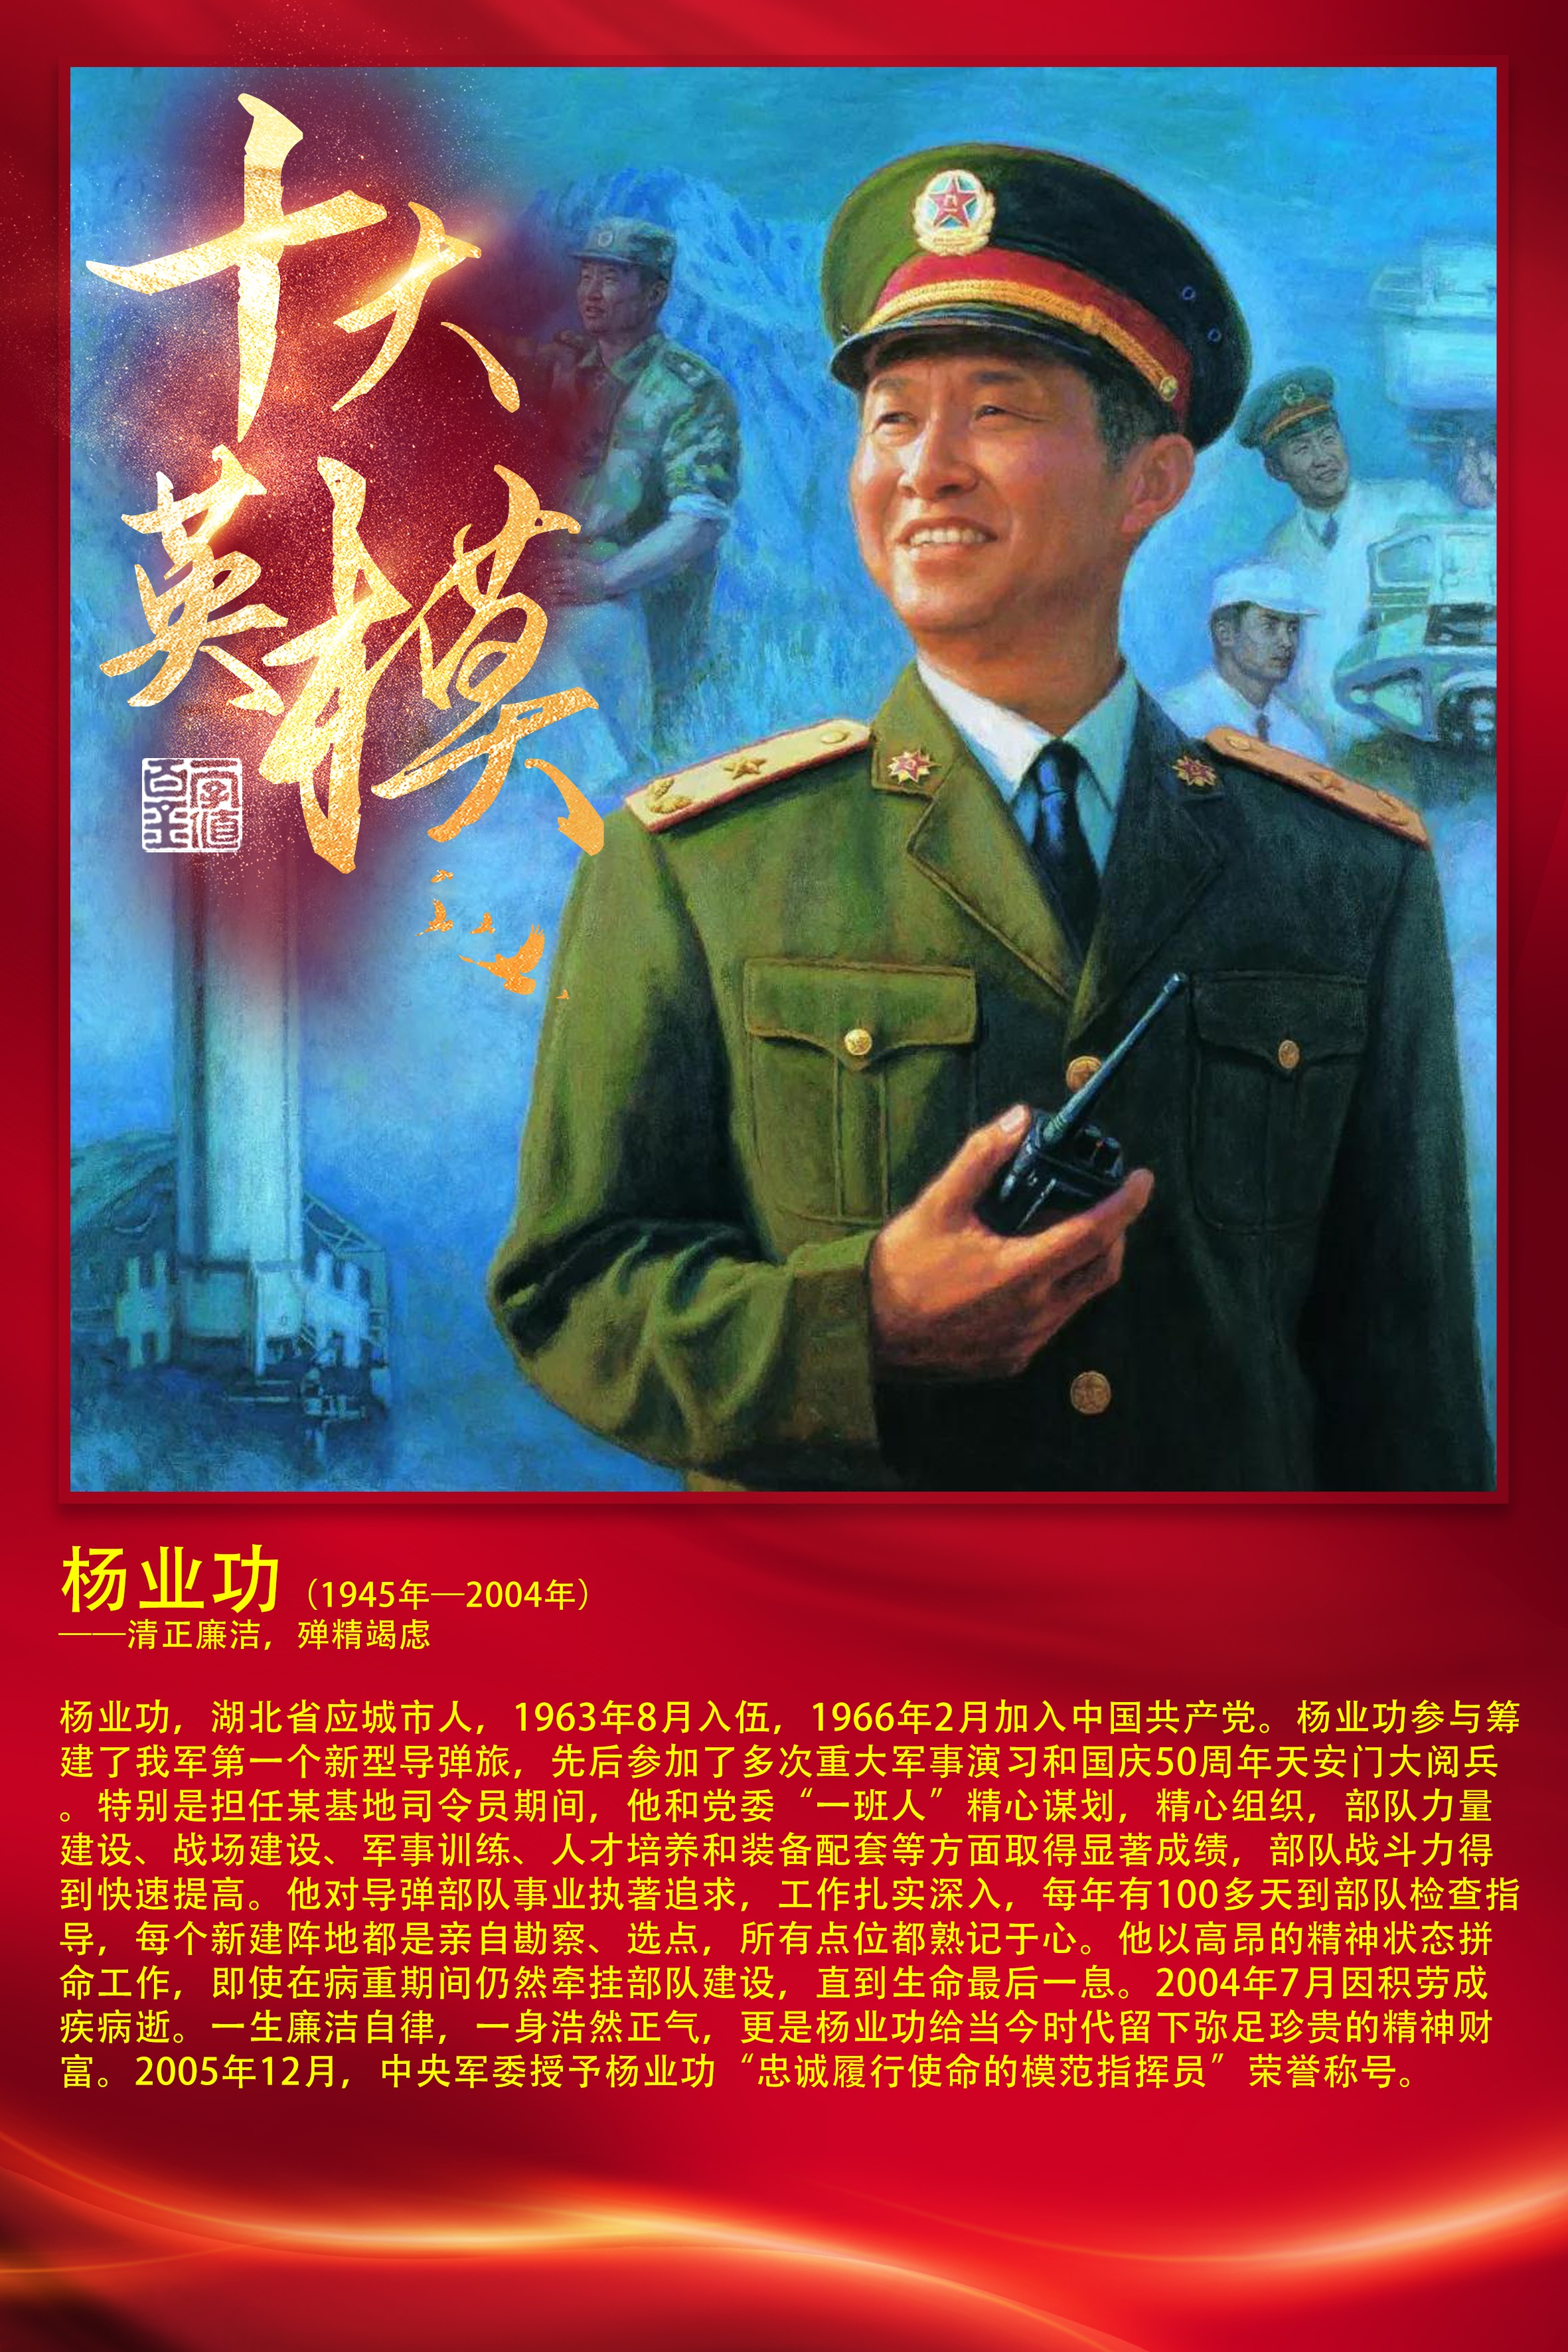 十大
英模
一字值百金
杨业功（1945年—2004年）
——清正廉洁，殚精竭虑
杨业功，湖北省应城市人，1963年8月入伍，1966年2月加入中国共产党。杨业功参与筹
建了我军第一个新型导弹旅，先后参加了多次重大军事演习和国庆50周年天安门大阅兵
。特别是担任某基地司令员期间，他和党委“一班人”精心谋划，精心组织，部队力量
建设、战场建设、军事训练、人才培养和装备配套等方面取得显著成绩，部队战斗力得
到快速提高。他对导弹部队事业执著追求，工作扎实深入，每年有100多天到部队检查指
导，每个新建阵地都是亲自勘察、选点，所有点位都熟记于心。他以高昂的精神状态拼
命工作，即使在病重期间仍然牵挂部队建设，直到生命最后一息。2004年7月因积劳成
疾病逝。一生廉洁自律，一身浩然正气，更是杨业功给当今时代留下弥足珍贵的精神财
富。2005年12月，中央军委授予杨业功“忠诚履行使命的模范指挥员”荣誉称号。